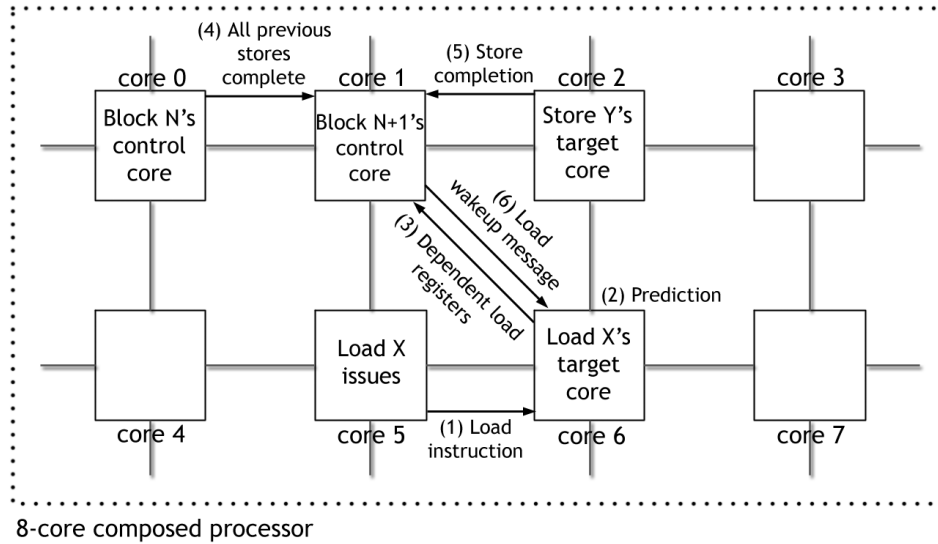 (4) All previous
stores
complete
(5) Store
completion
core 0
core 1
core 2
core 3
Block N's
control
core
Block N+1's
control
core
Store Y's
target
core
(6) Load
wakeup message
(3) Dependent load
registers
(2) Prediction
Load X
issues
Load X's
target
core
core 4
core 5
(1) Load
instruction
core 6
core 7
8-core composed processor